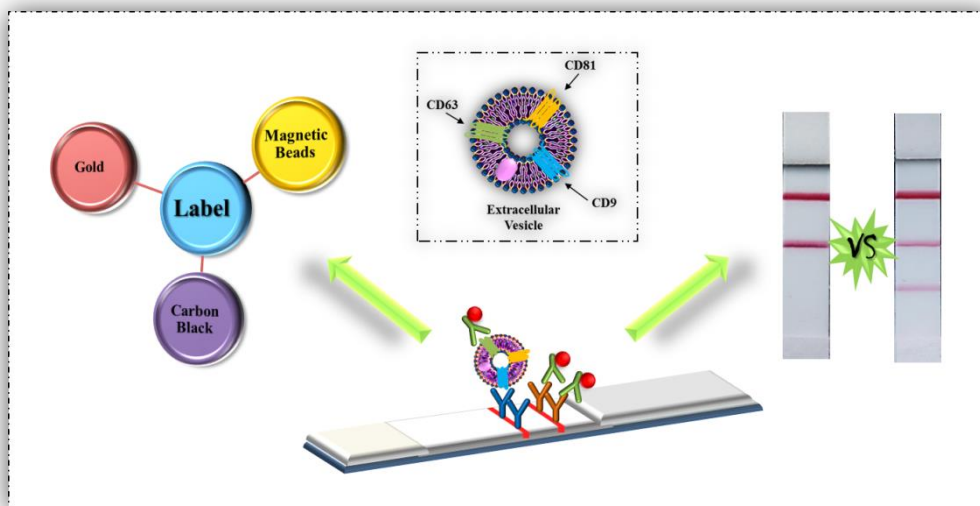 Gold
Magnetic
Beads
Label
Carbon
Black
CD81
CD63
CD9
Extracellular
Vesicle
VS